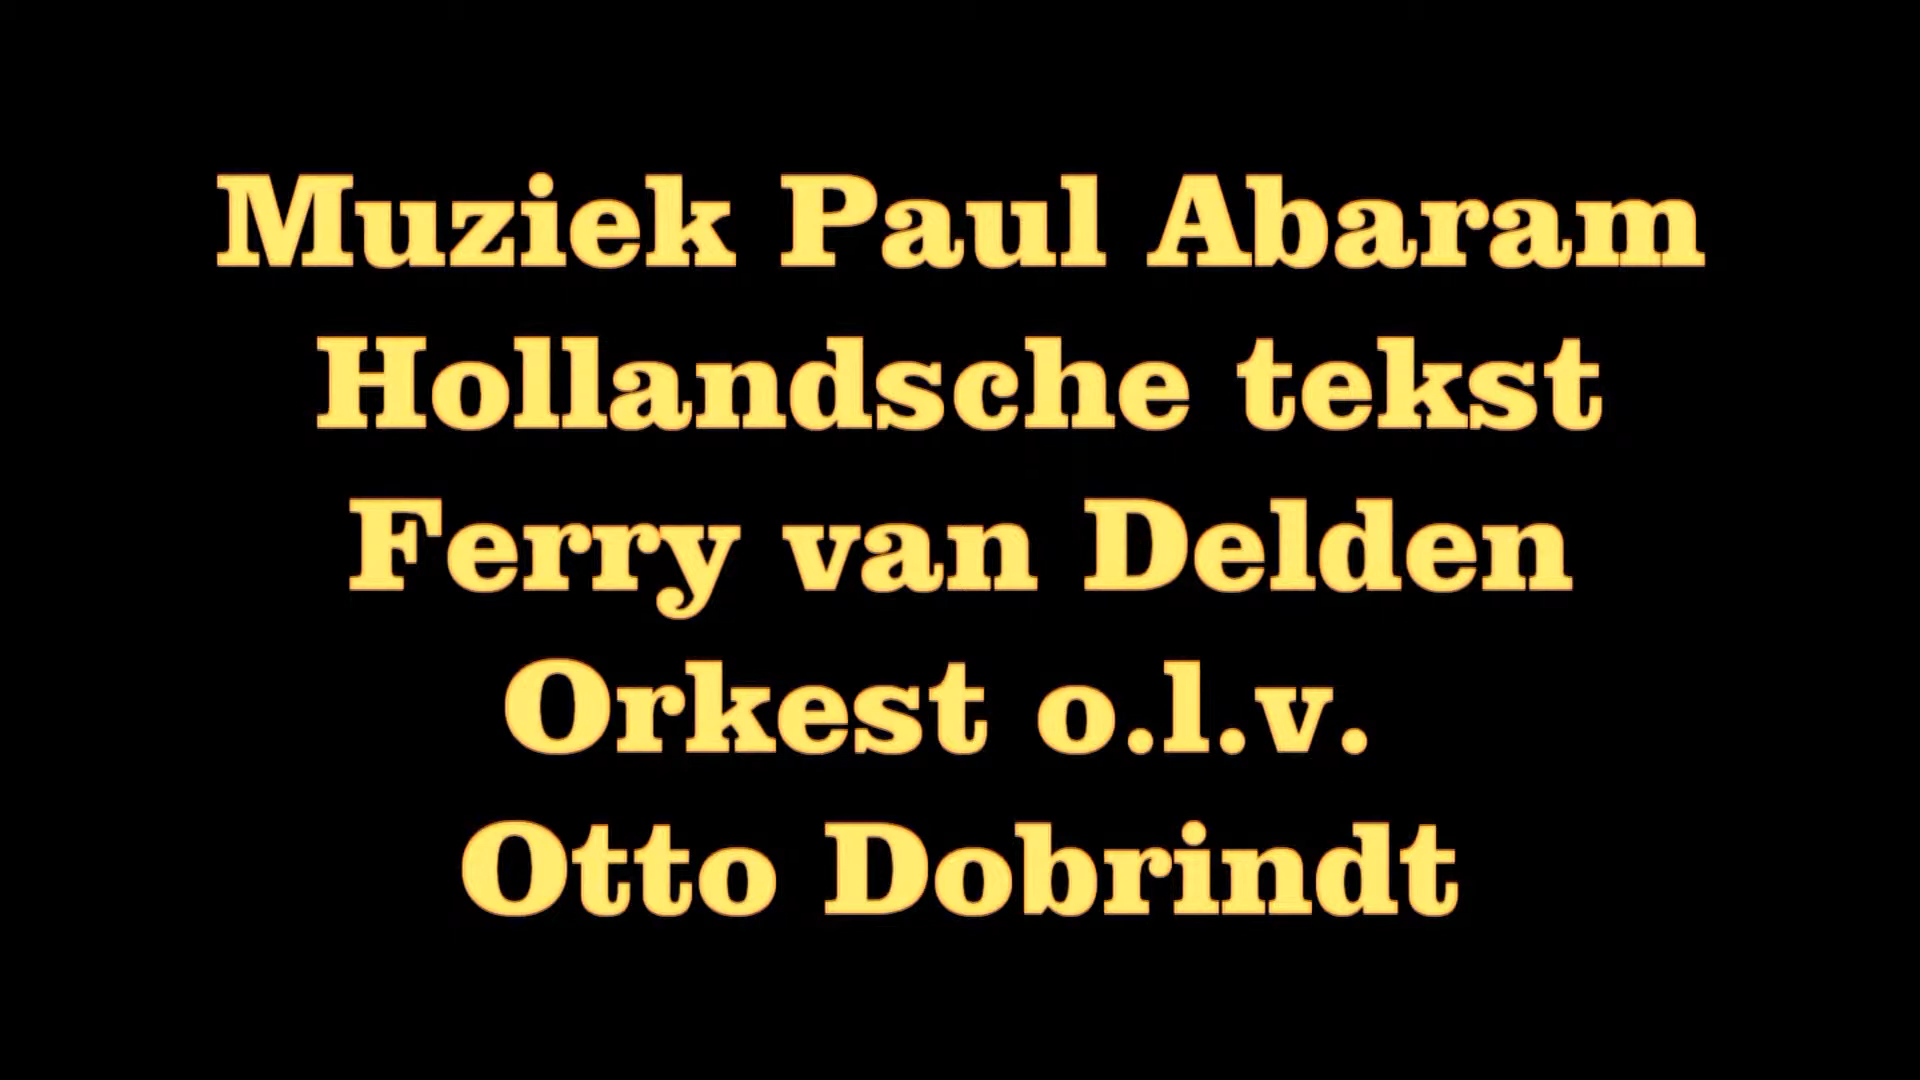 Muziek Paul Abaram
Hollandsche tekst
Ferry van Delden
Orkest o.l.v.
Otto Dobrindt